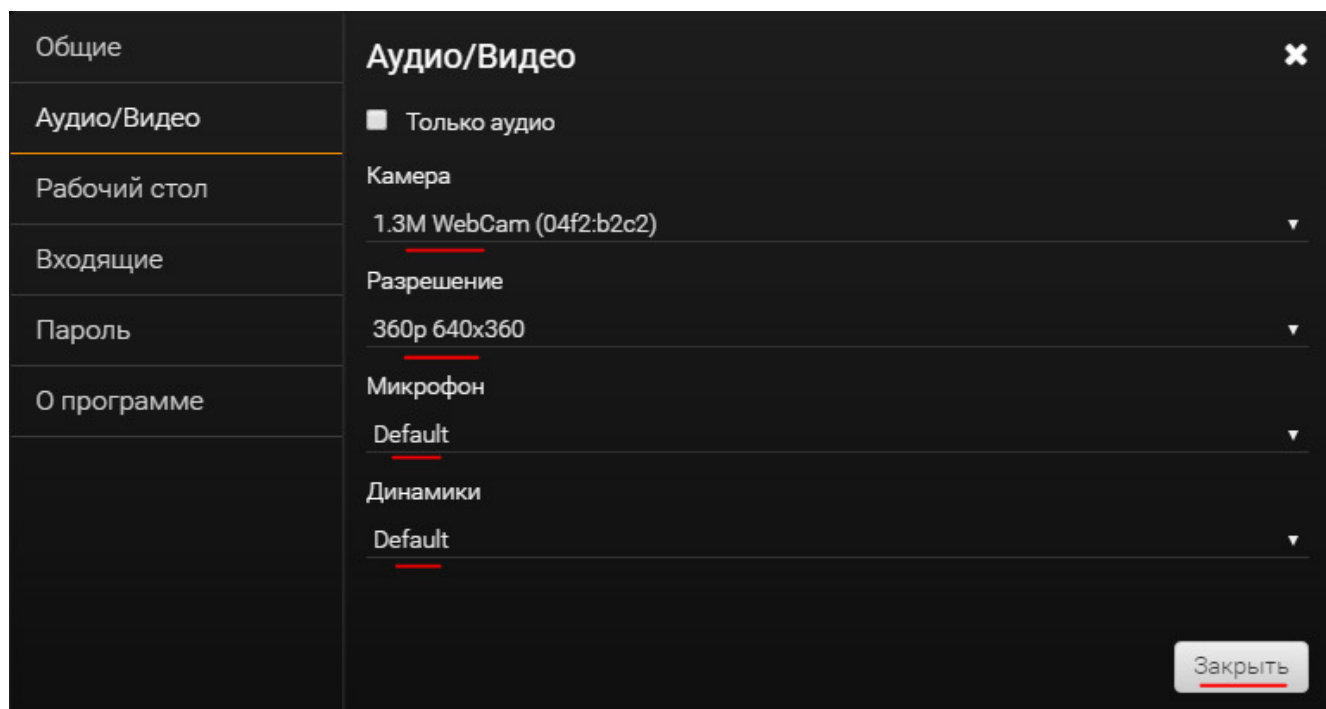 Общие
Аудио/Видео
Рабочий стол
Входящие
Пароль
О программе
Аудио/Видео
Только аудио
Камера
1.3M WebCam (04f2:b2c2)
Разрешение
360p 640x360
Микрофон
Default
Динамики
Default
Закрыть